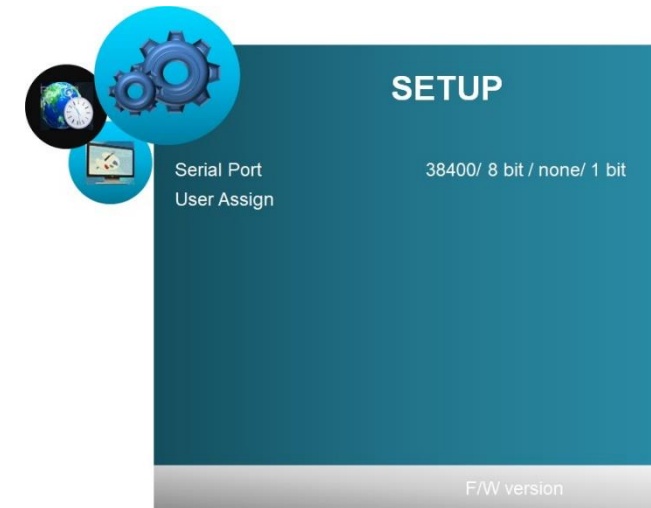 SETUP
Serial Port 38400/ 8 bit / none/ 1 bit
User Assign
F/W version